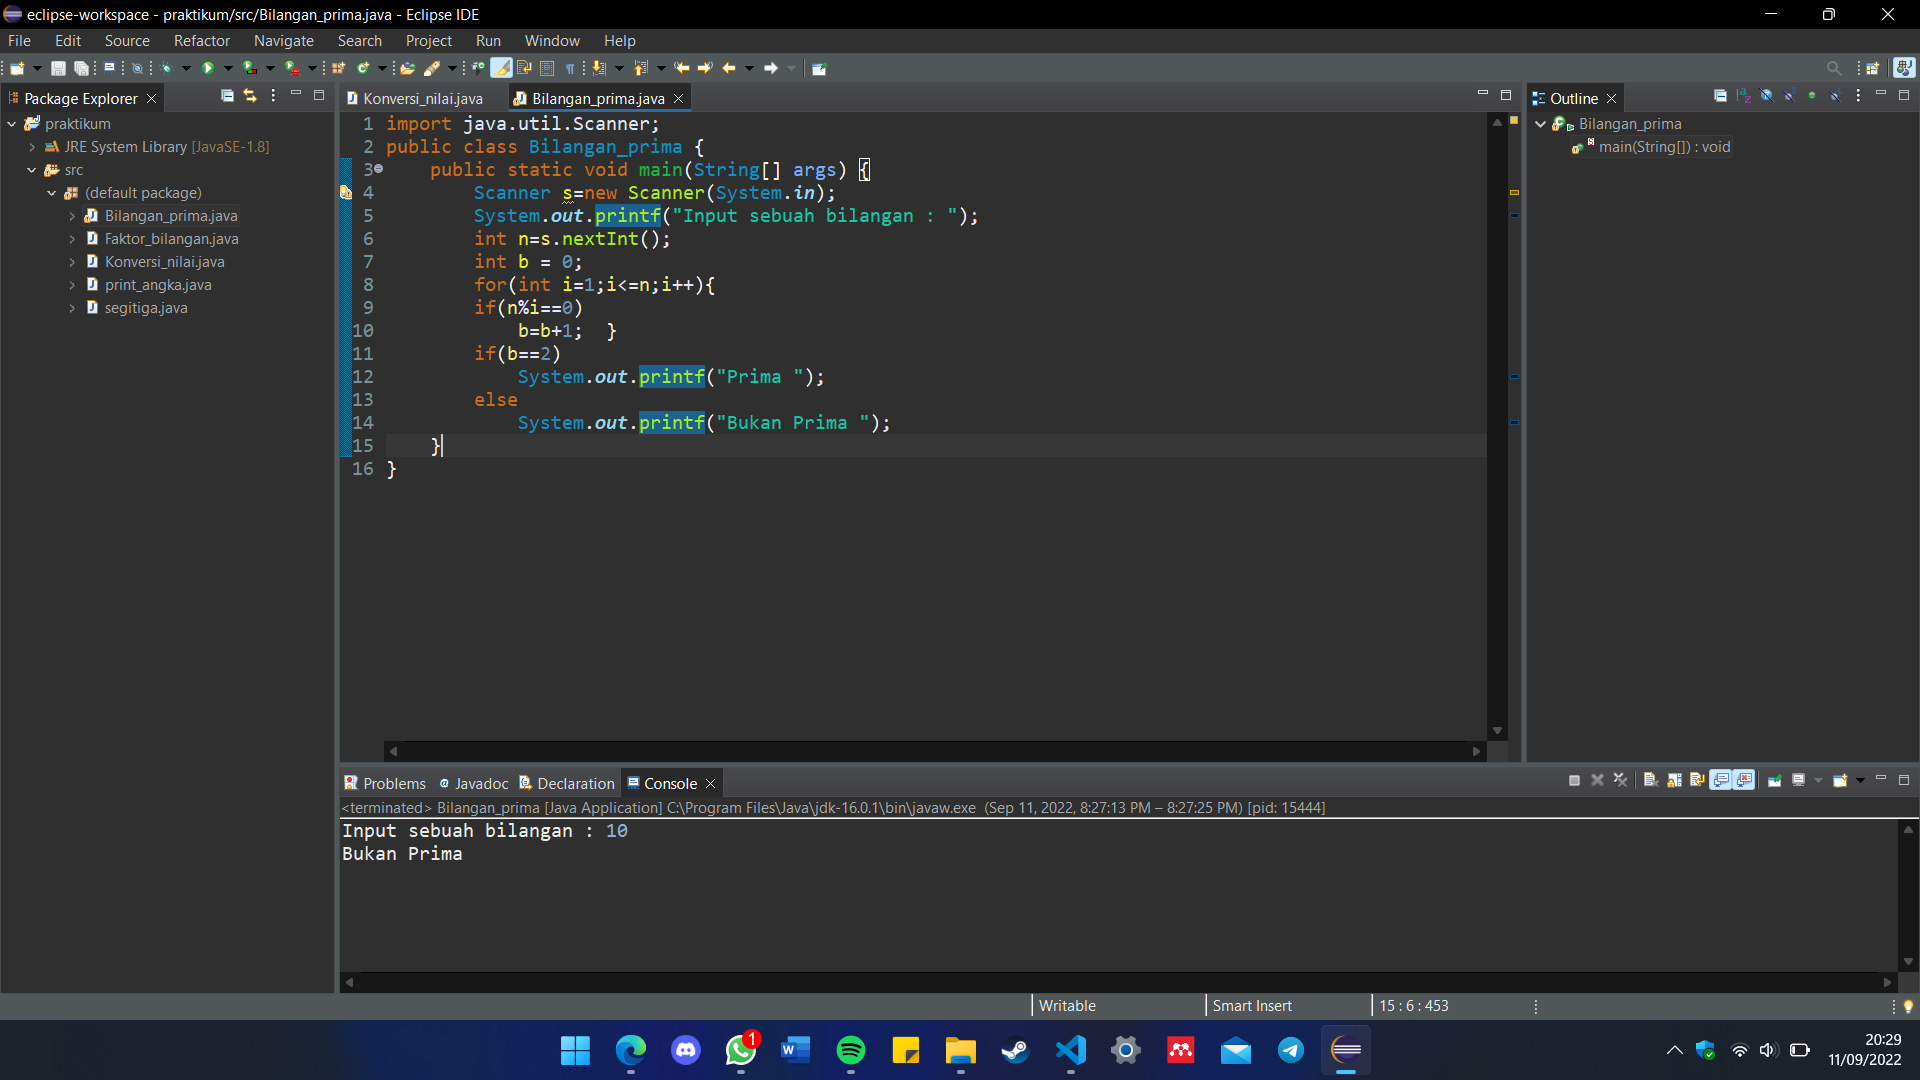 eclipse-workspace - praktikum/src/Bilangan_prima.java - Eclipse IDE
File Edit Source Refactor Navigate Search Project Run Window Help
Package Explorer
praktikum
JRE System Library [JavaSE-1.8]
src
(default package)
Bilangan_prima.java
Faktor_bilangan.java
Konversi_nilai.java
print_angka.java
segitiga.java
Konversi_nilai.java Bilangan_prima.java
1 import java.util.Scanner;
2 public class Bilangan_prima {
3 public static void main(String[] args) {
4 Scanner s=new Scanner(System.in);
5 System.out.printf("Input sebuah bilangan : ");
6 int n=s.nextInt();
7 int b = 0;
8 for(int i=1;i<=n;i++){
9 if(n%i==0)
10 b=b+1; }
11 if(b==2)
12 System.out.printf("Prima ");
13 else
14 System.out.printf("Bukan Prima ");
15 }
16 }
Outline
Bilangan_prima
main(String[]) : void
Problems Javadoc Declaration Console
<terminated> Bilangan_prima [Java Application] C:\Program Files\Java\jdk-16.0.1\bin\javaw.exe (Sep 11, 2022, 8:27:13 PM – 8:27:25 PM) [pid: 15444]
Input sebuah bilangan : 10
Bukan Prima
Writable Smart Insert 15 : 6 : 453
1
20:29
11/09/2022